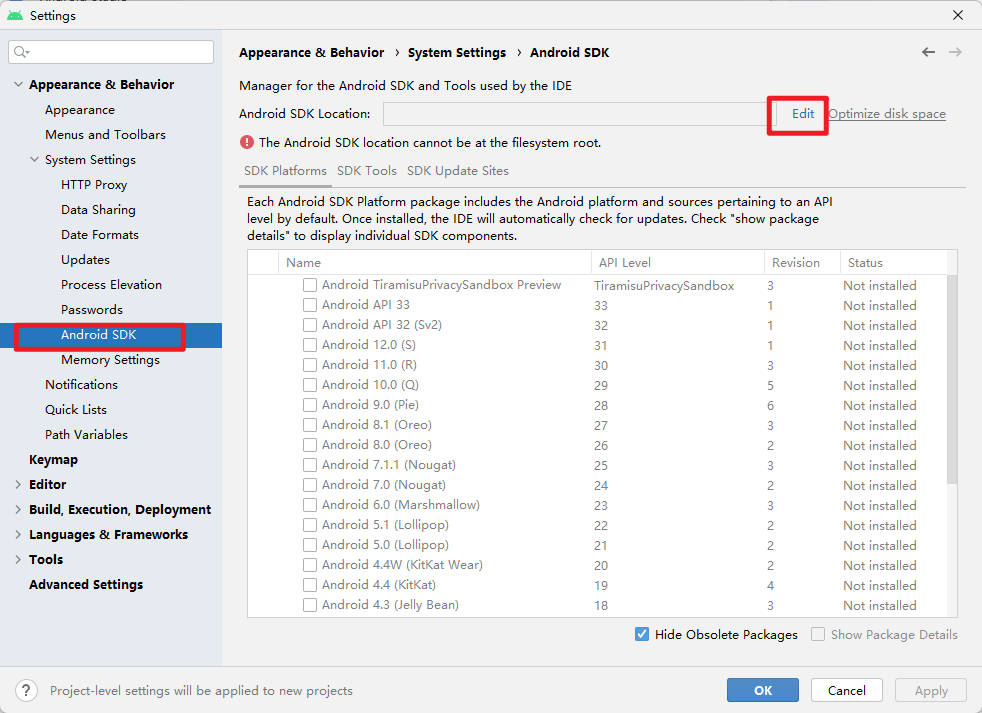 Settings
Appearance & Behavior
Appearance
Menus and Toolbars
System Settings
HTTP Proxy
Data Sharing
Date Formats
Updates
Process Elevation
Passwords
Android SDK
Memory Settings
Notifications
Quick Lists
Path Variables
Keymap
Editor
Build, Execution, Deployment
Languages & Frameworks
Tools
Advanced Settings
Appearance & Behavior › System Settings › Android SDK
Manager for the Android SDK and Tools used by the IDE
Android SDK Location: Edit Optimize disk space
The Android SDK location cannot be at the filesystem root.
SDK Platforms SDK Tools SDK Update Sites
Each Android SDK Platform package includes the Android platform and sources pertaining to an API
level by default. Once installed, the IDE will automatically check for updates. Check "show package
details" to display individual SDK components.
Name API Level Revision Status
Android TiramisuPrivacySandbox Preview TiramisuPrivacySandbox 3 Not installed
Android API 33 33 1 Not installed
Android API 32 (Sv2) 32 1 Not installed
Android 12.0 (S) 31 1 Not installed
Android 11.0 (R) 30 3 Not installed
Android 10.0 (Q) 29 5 Not installed
Android 9.0 (Pie) 28 6 Not installed
Android 8.1 (Oreo) 27 3 Not installed
Android 8.0 (Oreo) 26 2 Not installed
Android 7.1.1 (Nougat) 25 3 Not installed
Android 7.0 (Nougat) 24 2 Not installed
Android 6.0 (Marshmallow) 23 3 Not installed
Android 5.1 (Lollipop) 22 2 Not installed
Android 5.0 (Lollipop) 21 2 Not installed
Android 4.4W (KitKat Wear) 20 2 Not installed
Android 4.4 (KitKat) 19 4 Not installed
Android 4.3 (Jelly Bean) 18 3 Not installed
Hide Obsolete Packages Show Package Details
? Project-level settings will be applied to new projects
OK Cancel Apply